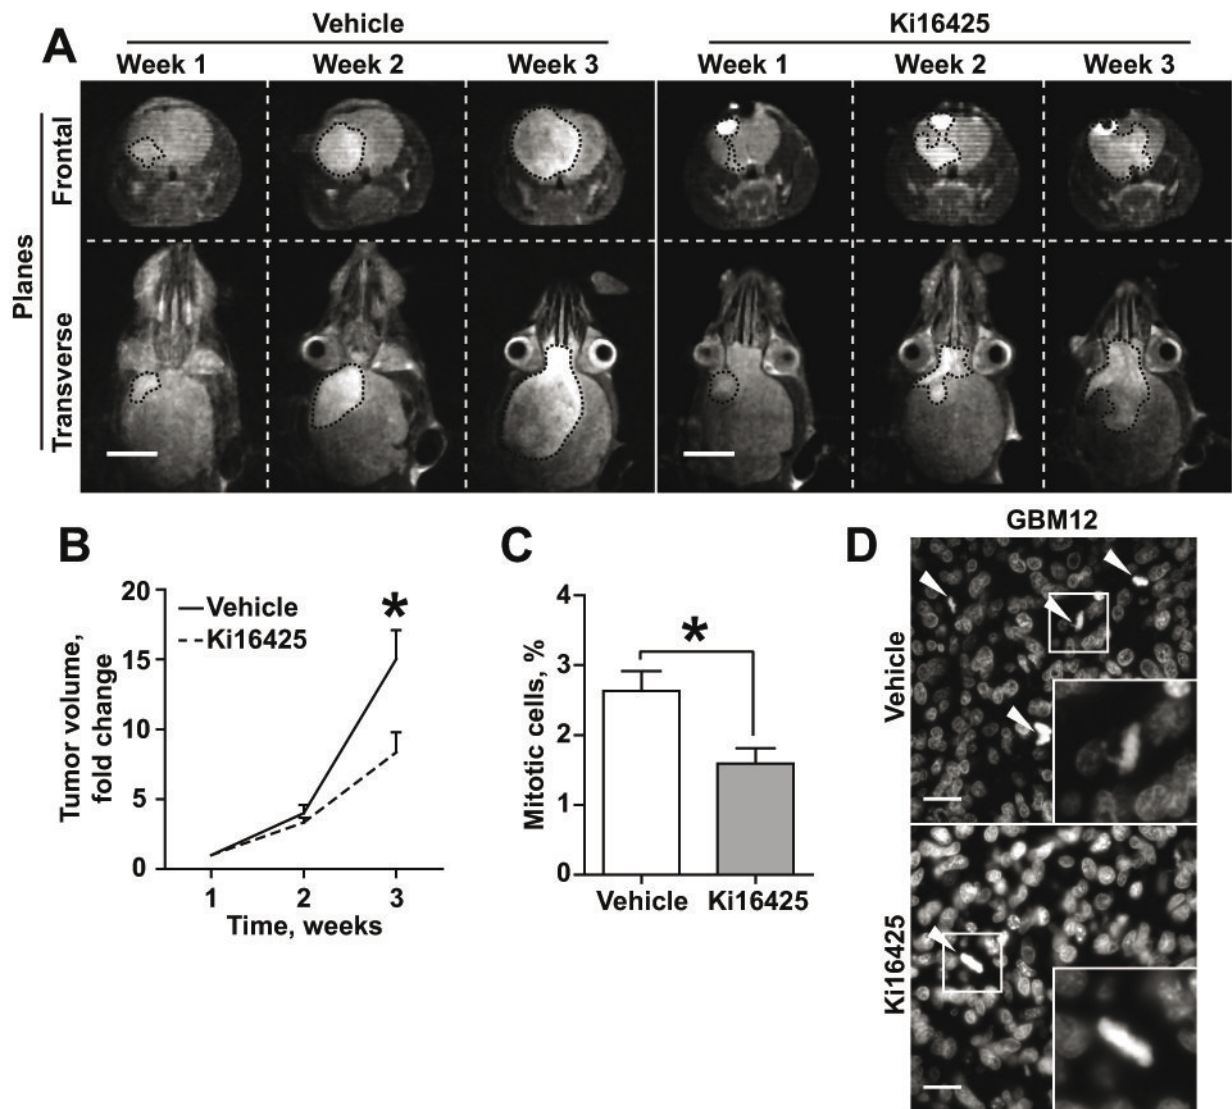 A
Vehicle
Ki16425
Week 1
Week 2
Week 3
Week 1
Week 2
Week 3
Planes
Frontal
Transverse
B
Tumor volume,
fold change
20
15
10
5
0
Vehicle
Ki16425
*
1
2
3
Time, weeks
C
Mitotic cells, %
4
3
2
1
0
*
Vehicle
Ki16425
D
GBM12
Vehicle
Ki16425